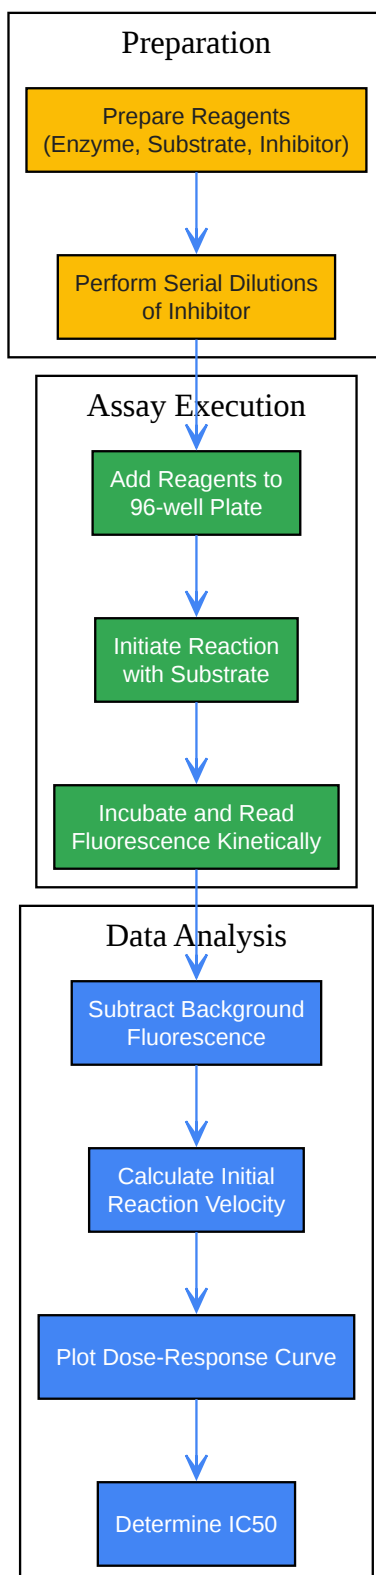 Preparation
Prepare Reagents
(Enzyme, Substrate, Inhibitor)
Perform Serial Dilutions
of Inhibitor
Assay Execution
Add Reagents to
96-well Plate
Initiate Reaction
with Substrate
Incubate and Read
Fluorescence Kinetically
Data Analysis
Subtract Background
Fluorescence
Calculate Initial
Reaction Velocity
Plot Dose-Response Curve
Determine IC50